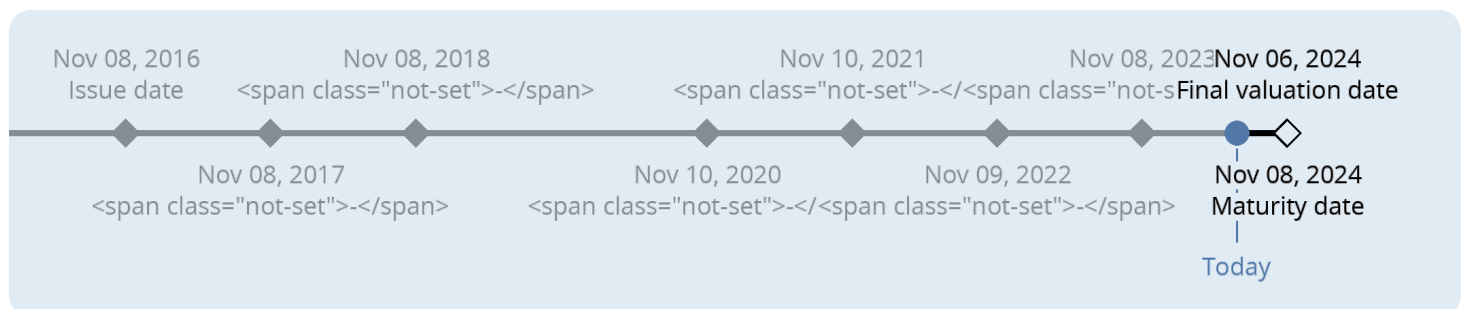 Nov 08, 2016
Issue date
Nov 08, 2018
<span class="not-set">-</span>
Nov 10, 2021
<span class="not-set">-</
Nov 08, 2023
<span class="not-s
Nov 06, 2024
Final valuation date
Nov 08, 2017
<span class="not-set">-</span>
Nov 10, 2020
<span class="not-set">-</
Nov 09, 2022
<span class="not-set">-</span>
Nov 08, 2024
Maturity date
Today